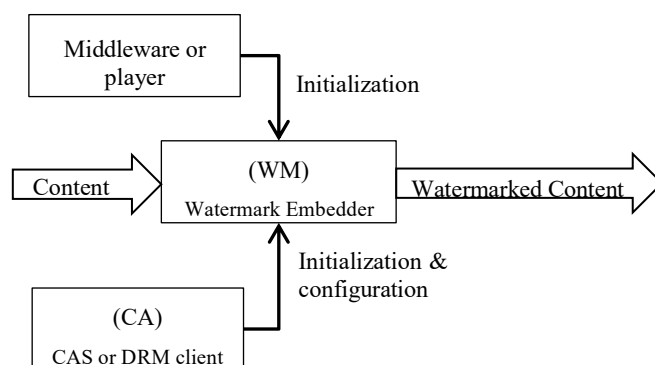 Middleware or
player
Initialization
(WM)
Content
Watermarked Content
Watermark Embedder
Initialization &
configuration
(CA)
CAS or DRM client